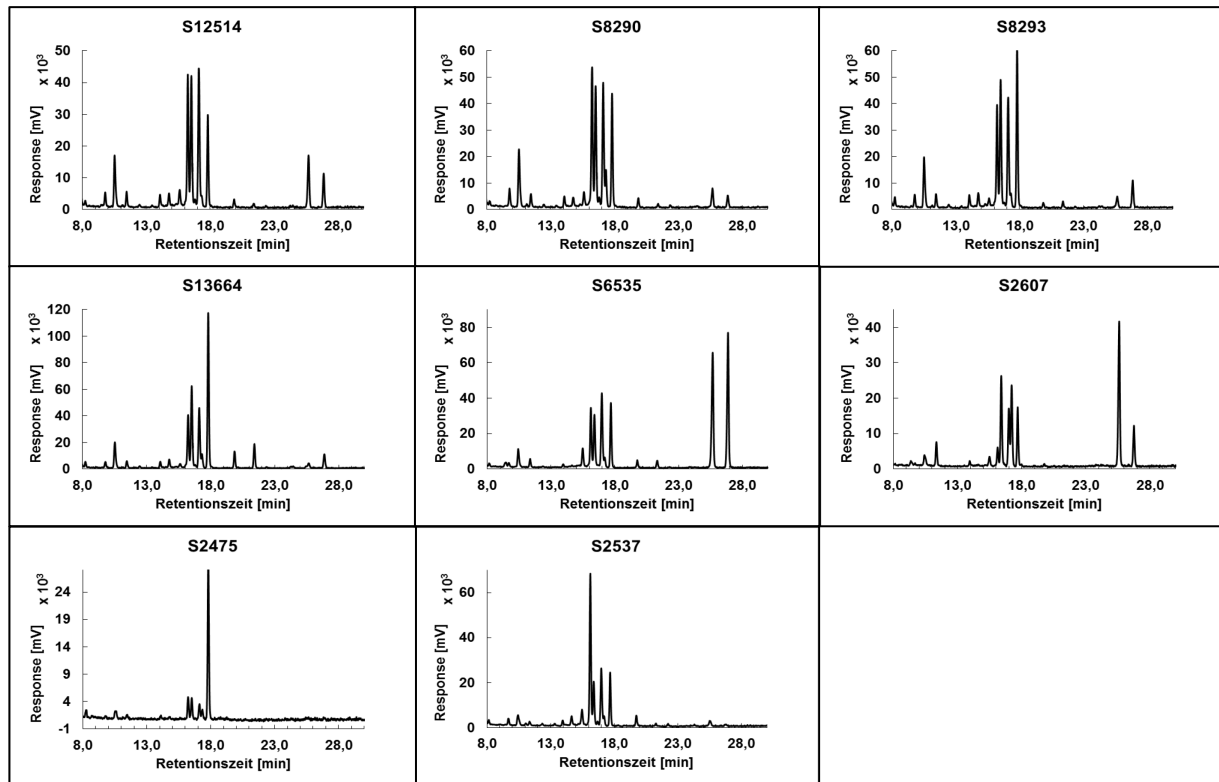 S12514
Response [mV]
x 10³
50
40
30
20
10
0
8,0 13,0 18,0 23,0 28,0
Retentionszeit [min]
S8290
Response [mV]
x 10³
60
50
40
30
20
10
0
8,0 13,0 18,0 23,0 28,0
Retentionszeit [min]
S8293
Response [mV]
x 10³
60
50
40
30
20
10
0
8,0 13,0 18,0 23,0 28,0
Retentionszeit [min]
S13664
Response [mV]
x 10³
120
100
80
60
40
20
0
8,0 13,0 18,0 23,0 28,0
Retentionszeit [min]
S6535
Response [mV]
x 10³
80
60
40
20
0
8,0 13,0 18,0 23,0 28,0
Retentionszeit [min]
S2607
Response [mV]
x 10³
40
30
20
10
0
8,0 13,0 18,0 23,0 28,0
Retentionszeit [min]
S2475
Response [mV]
x 10³
24
19
14
9
4
-1
8,0 13,0 18,0 23,0 28,0
Retentionszeit [min]
S2537
Response [mV]
x 10³
60
40
20
0
8,0 13,0 18,0 23,0 28,0
Retentionszeit [min]